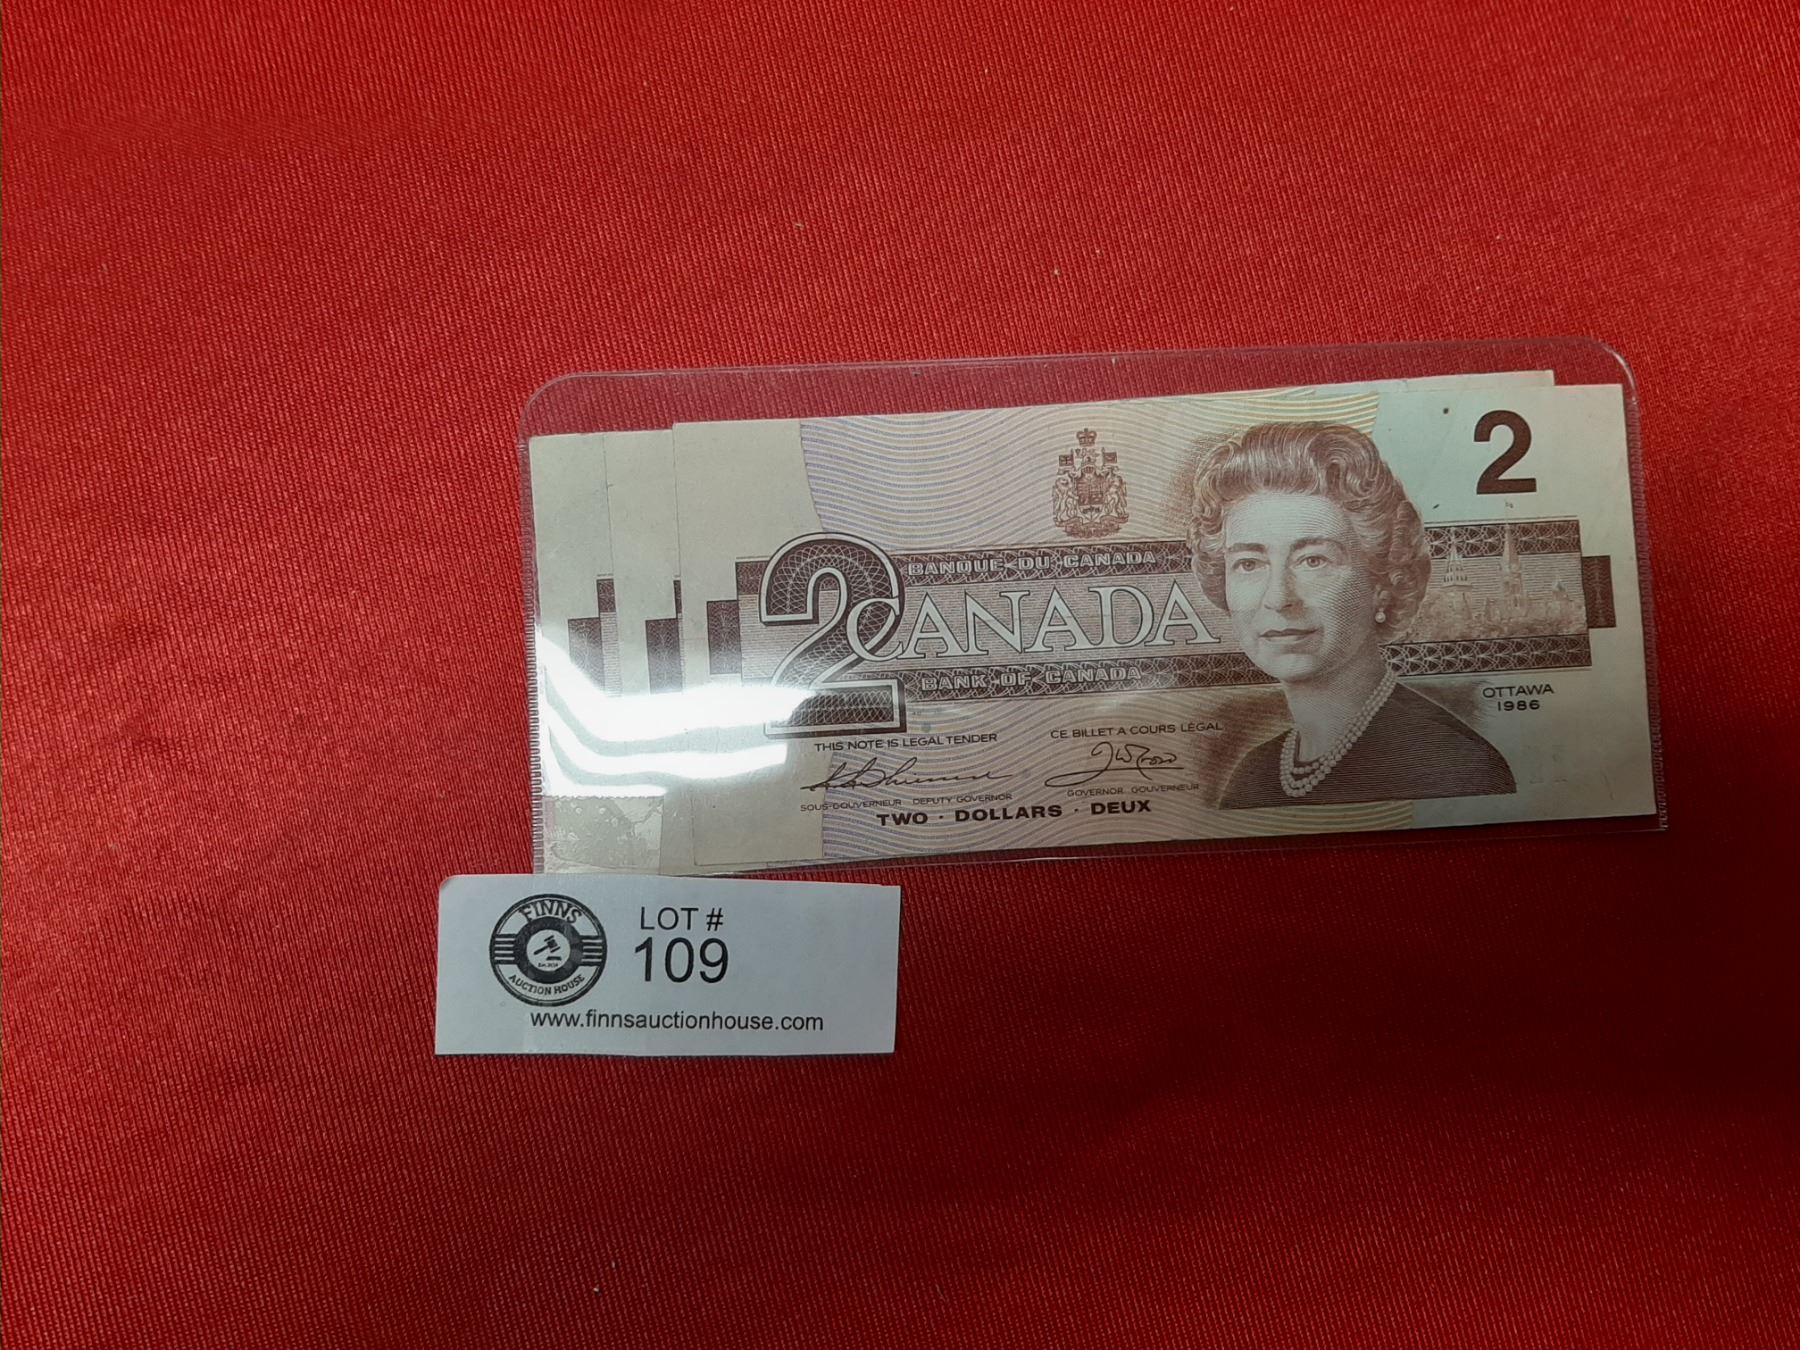 2
BANQUE DU CANADA
2 CANADA
BANK OF CANADA
OTTAWA
1986
THIS NOTE IS LEGAL TENDER
CE BILLET A COURS LÉGAL
SOUS-GOUVERNEUR DEPUTY GOVERNOR
GOVERNOR GOUVERNEUR
TWO · DOLLARS · DEUX
FINNS
AUCTION HOUSE
LOT #
109
www.finnsauctionhouse.com